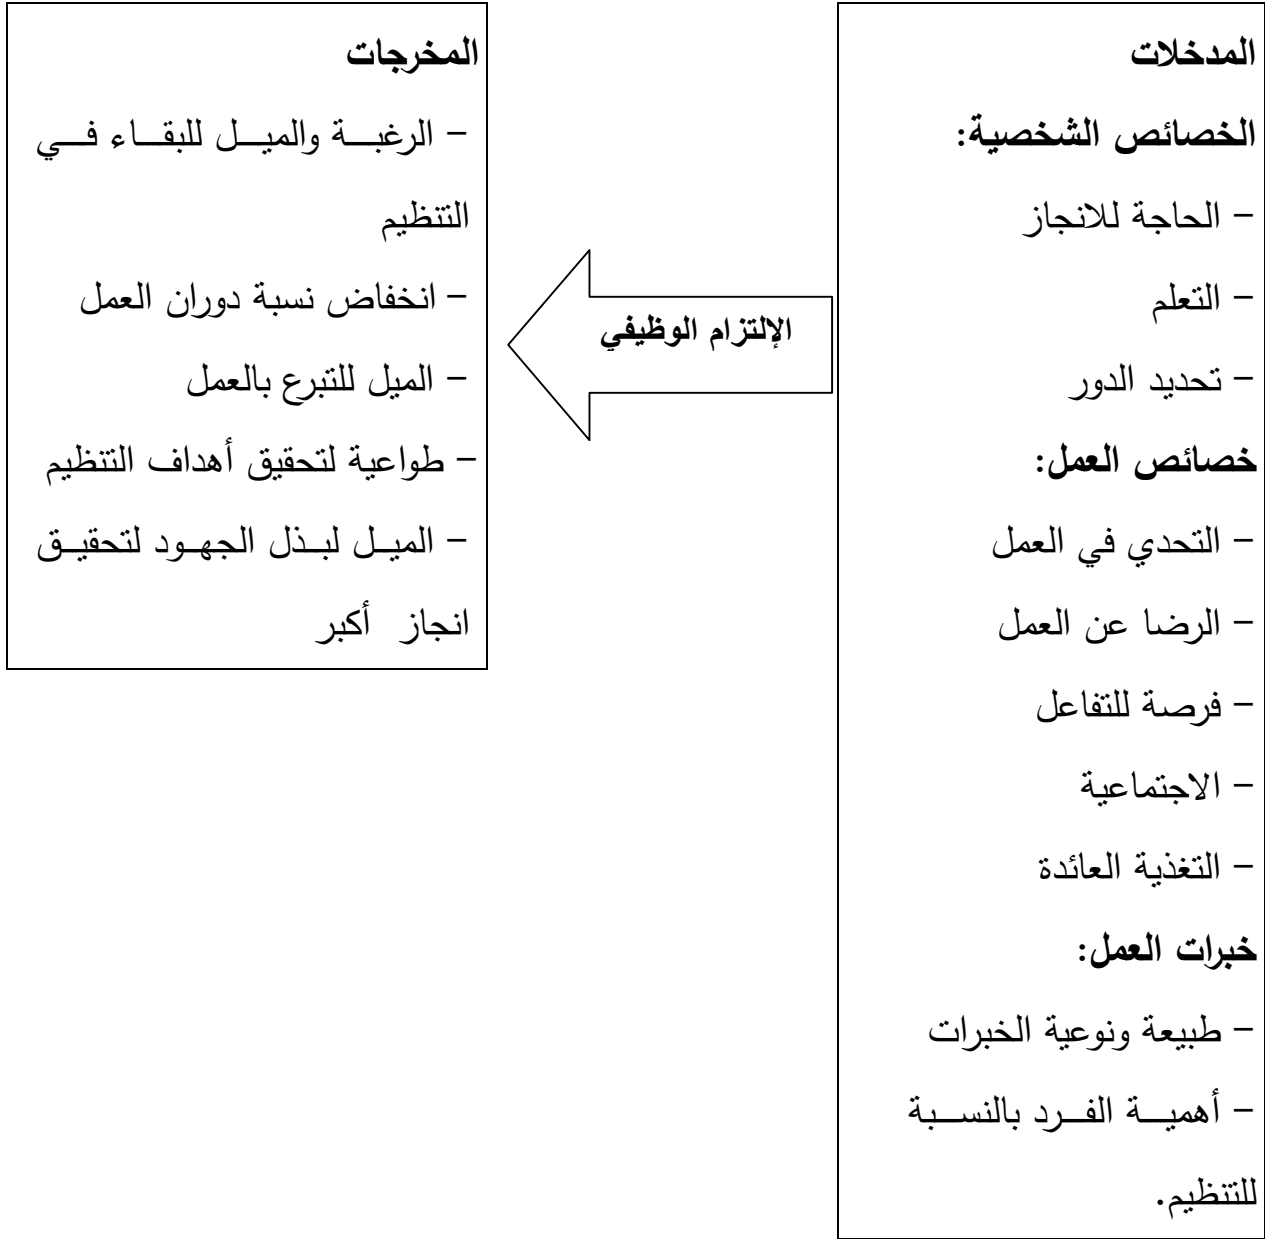 المدخلات
الخصائص الشخصية:
– الحاجة للانجاز
– التعلم
– تحديد الدور
خصائص العمل:
– التحدي في العمل
– الرضا عن العمل
– فرصة للتفاعل
– الاجتماعية
– التغذية العائدة
خبرات العمل:
– طبيعة ونوعية الخبرات
– أهمية الفرد بالنسبة
للتنظيم.
الإلتزام الوظيفي
المخرجات
– الرغبة والميل للبقاء في
التنظيم
– انخفاض نسبة دوران العمل
– الميل للتبرع بالعمل
– طواعية لتحقيق أهداف التنظيم
– الميل لبذل الجهود لتحقيق
انجاز أكبر